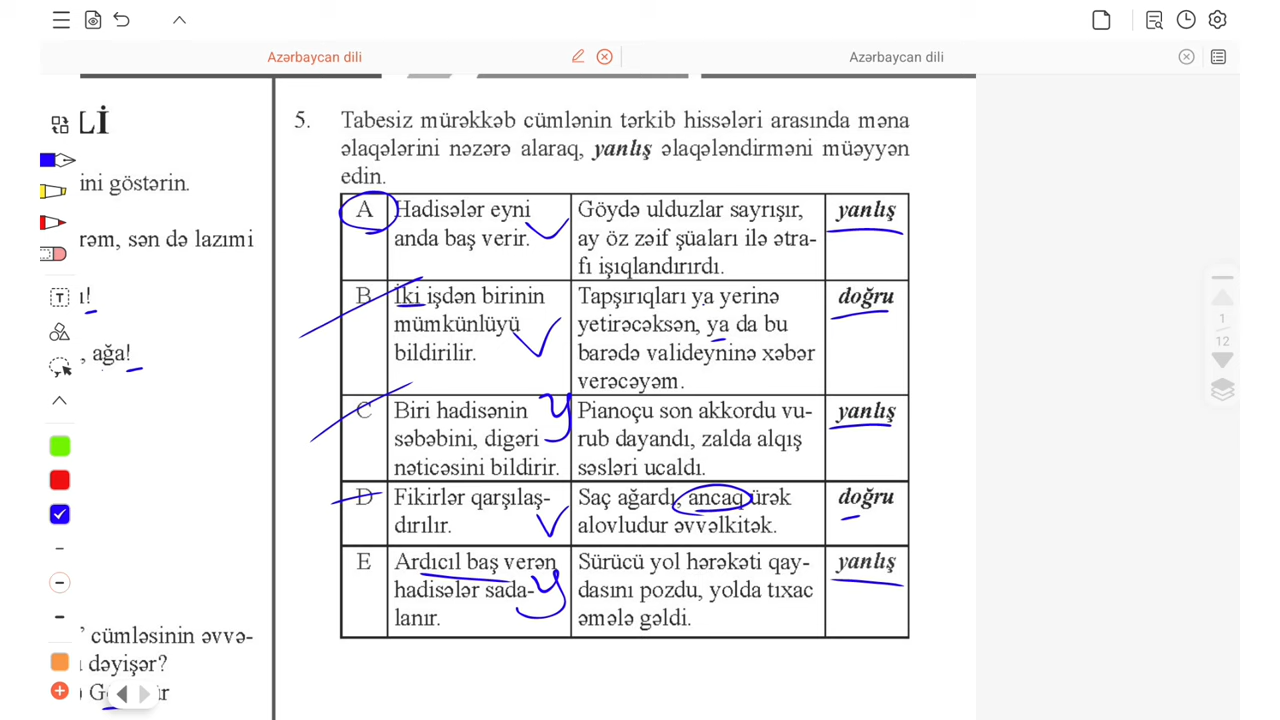 Azərbaycan dili
Azərbaycan dili
Lİ
ini göstərin.
rəm, sən də lazımi
ı!
, ağa!
” cümləsinin əvvə-
dəyişər?
5. Tabesiz mürəkkəb cümlənin tərkib hissələri arasında məna
əlaqələrini nəzərə alaraq, yanlış əlaqələndirməni müəyyən
edin.
A Hadisələr eyni Göydə ulduzlar sayrışır, yanlış
anda baş verir. ay öz zəif şüaları ilə ətra-
fı işıqlandırırdı.
B İki işdən birinin Tapşırıqları ya yerinə doğru
mümkünlüyü yetirəcəksən, ya da bu
bildirilir. barədə valideyninə xəbər
verəcəyəm.
C Biri hadisənin y Pianoçu son akkordu vu- yanlış
səbəbini, digəri rub dayandı, zalda alqış
nəticəsini bildirir. səsləri ucaldı.
D Fikirlər qarşılaş- Saç ağardı, ancaq ürək doğru
dırılır. alovludur əvvəlkitək.
E Ardıcıl baş verən Sürücü yol hərəkəti qay- yanlış
hadisələr sada- y dasını pozdu, yolda tıxac
lanır. əmələ gəldi.
1
12
T